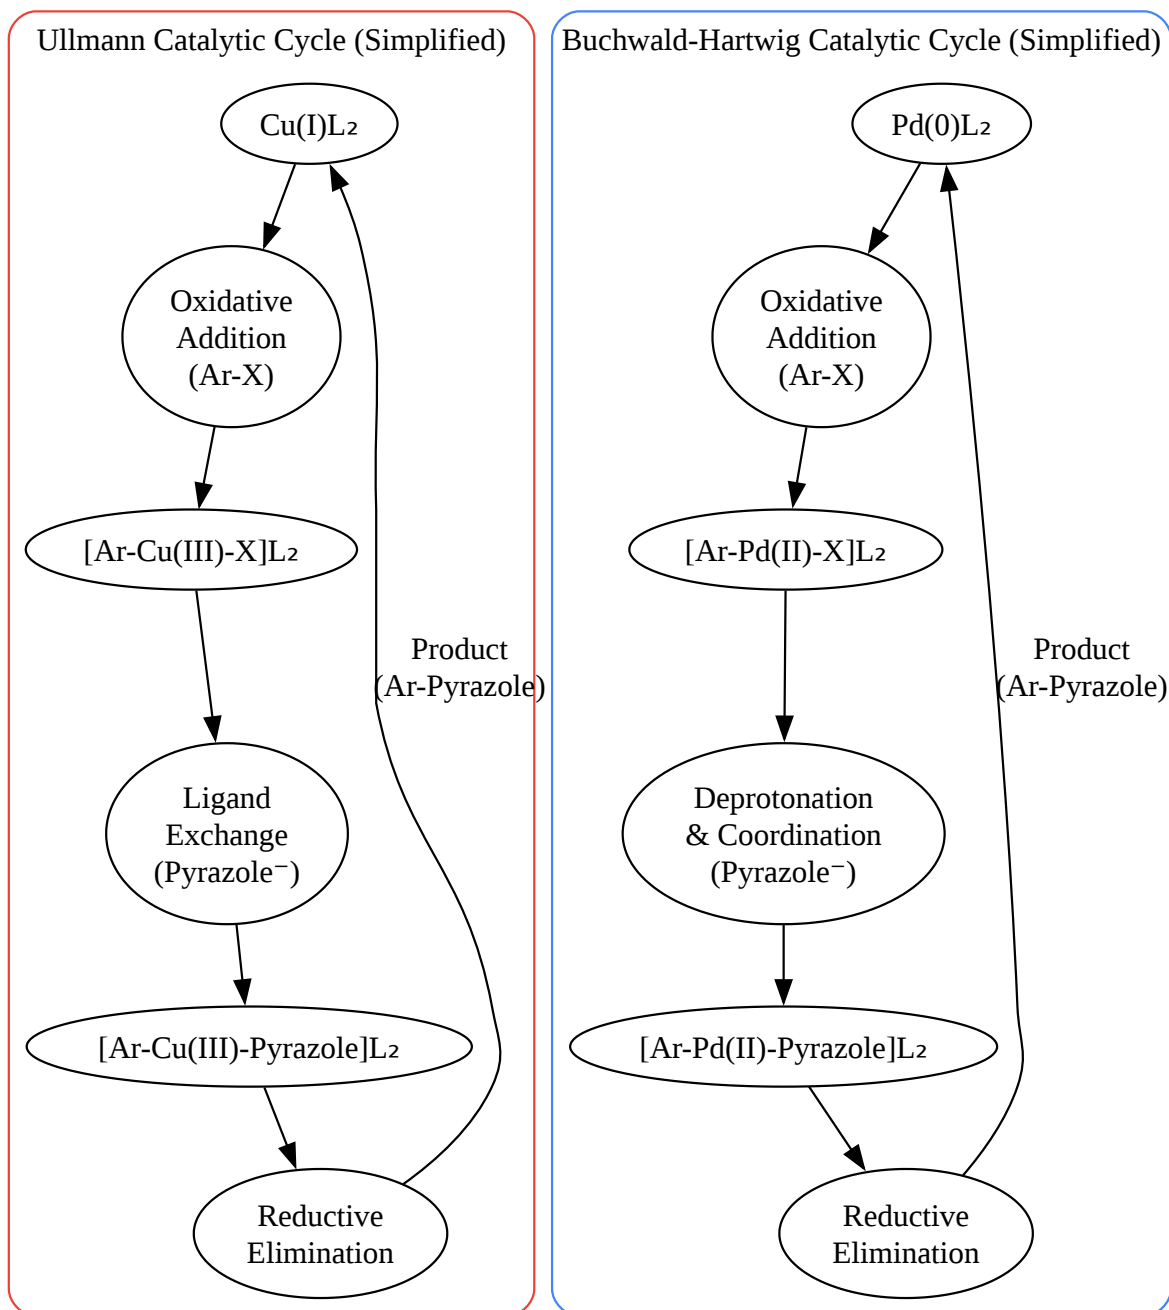 Ullmann Catalytic Cycle (Simplified)
Cu(I)L₂
Oxidative
Addition
(Ar-X)
[Ar-Cu(III)-X]L₂
Product
(Ar-Pyrazole)
Ligand
Exchange
(Pyrazole⁻)
[Ar-Cu(III)-Pyrazole]L₂
Reductive
Elimination
Buchwald-Hartwig Catalytic Cycle (Simplified)
Pd(0)L₂
Oxidative
Addition
(Ar-X)
[Ar-Pd(II)-X]L₂
Product
(Ar-Pyrazole)
Deprotonation
& Coordination
(Pyrazole⁻)
[Ar-Pd(II)-Pyrazole]L₂
Reductive
Elimination